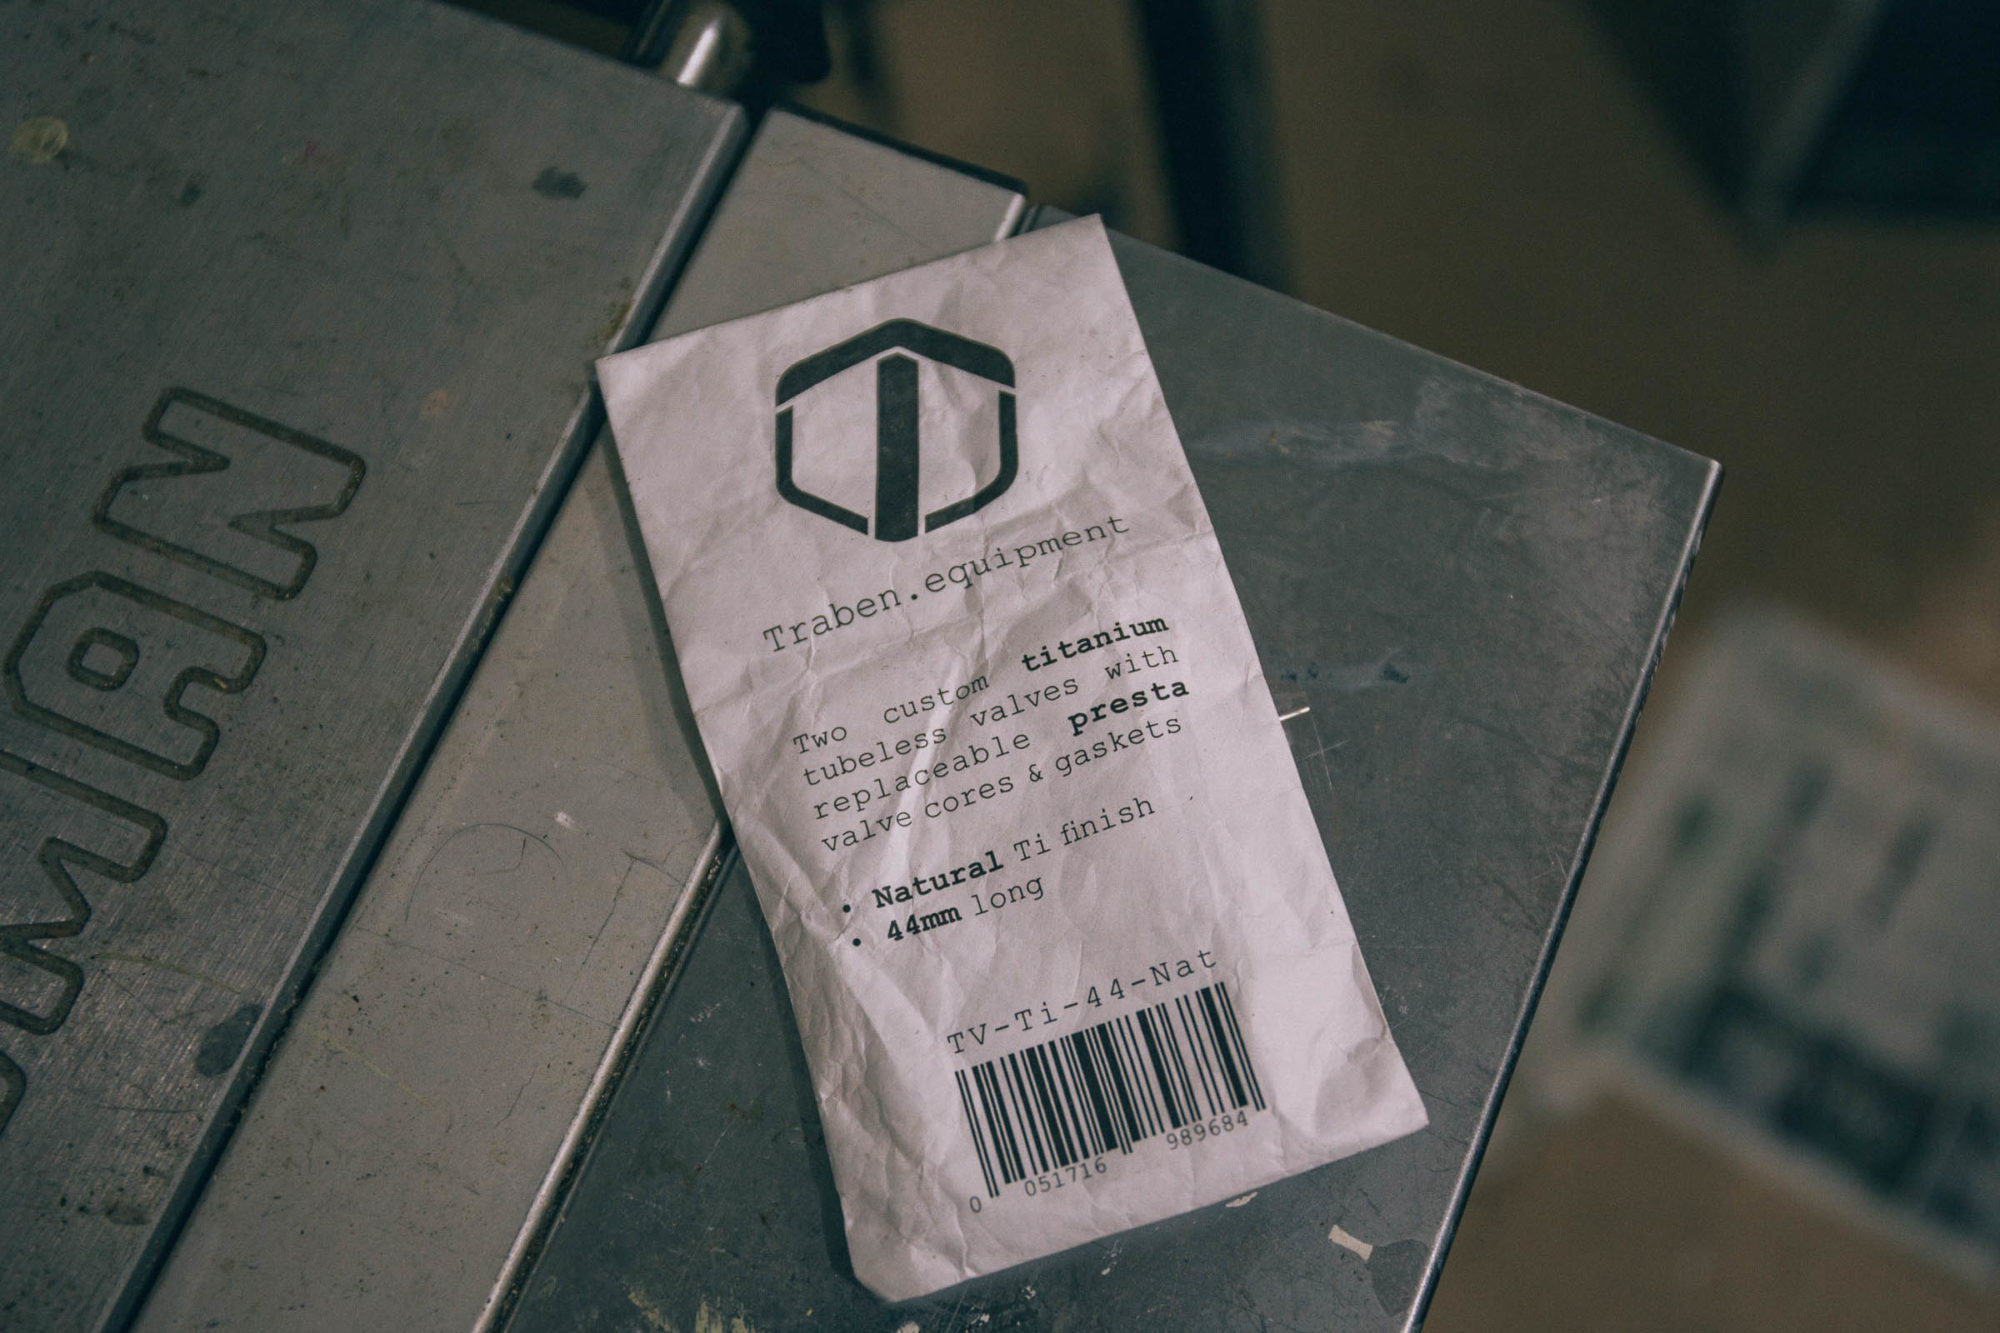 Traben.equipment
Two custom titanium
tubeless valves with
replaceable presta
valve cores & gaskets
• Natural Ti finish
• 44mm long
TV-Ti-44-Nat
0 051716 989684
MIAN